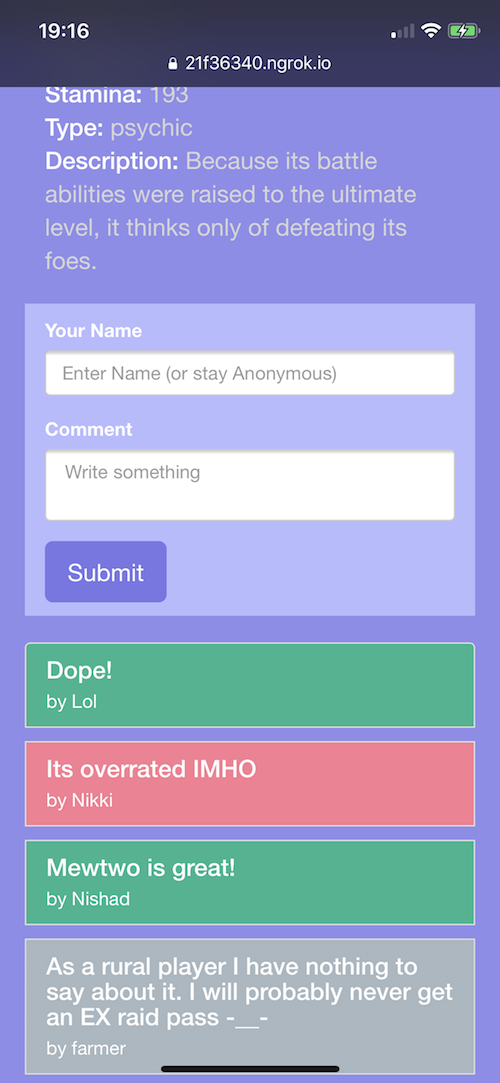 19:16
21f36340.ngrok.io
Stamina: 193
Type: psychic
Description: Because its battle
abilities were raised to the ultimate
level, it thinks only of defeating its
foes.
Your Name
Enter Name (or stay Anonymous)
Comment
Write something
Submit
Dope!
by Lol
Its overrated IMHO
by Nikki
Mewtwo is great!
by Nishad
As a rural player I have nothing to
say about it. I will probably never get
an EX raid pass -__-
by farmer